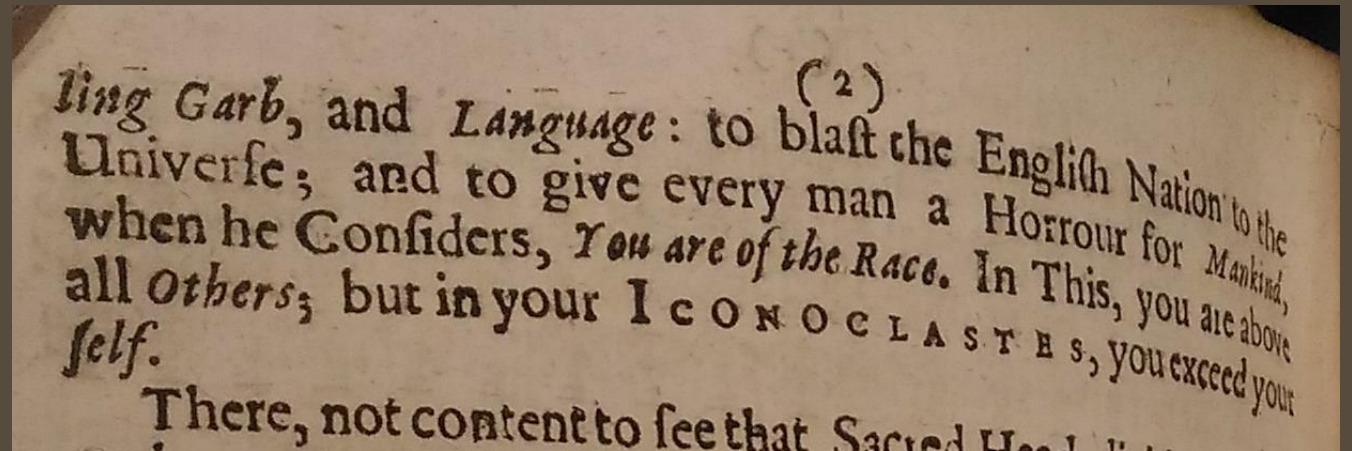 (2)
ling Garb, and Language: to blaſt the Engliſh Nation to the
Univerſe; and to give every man a Horrour for Mankind,
when he Conſiders, You are of the Race. In This, you are above
all Others; but in your ICONOCLASTES, you exceed your
ſelf.
There, not content to ſee that Sacred